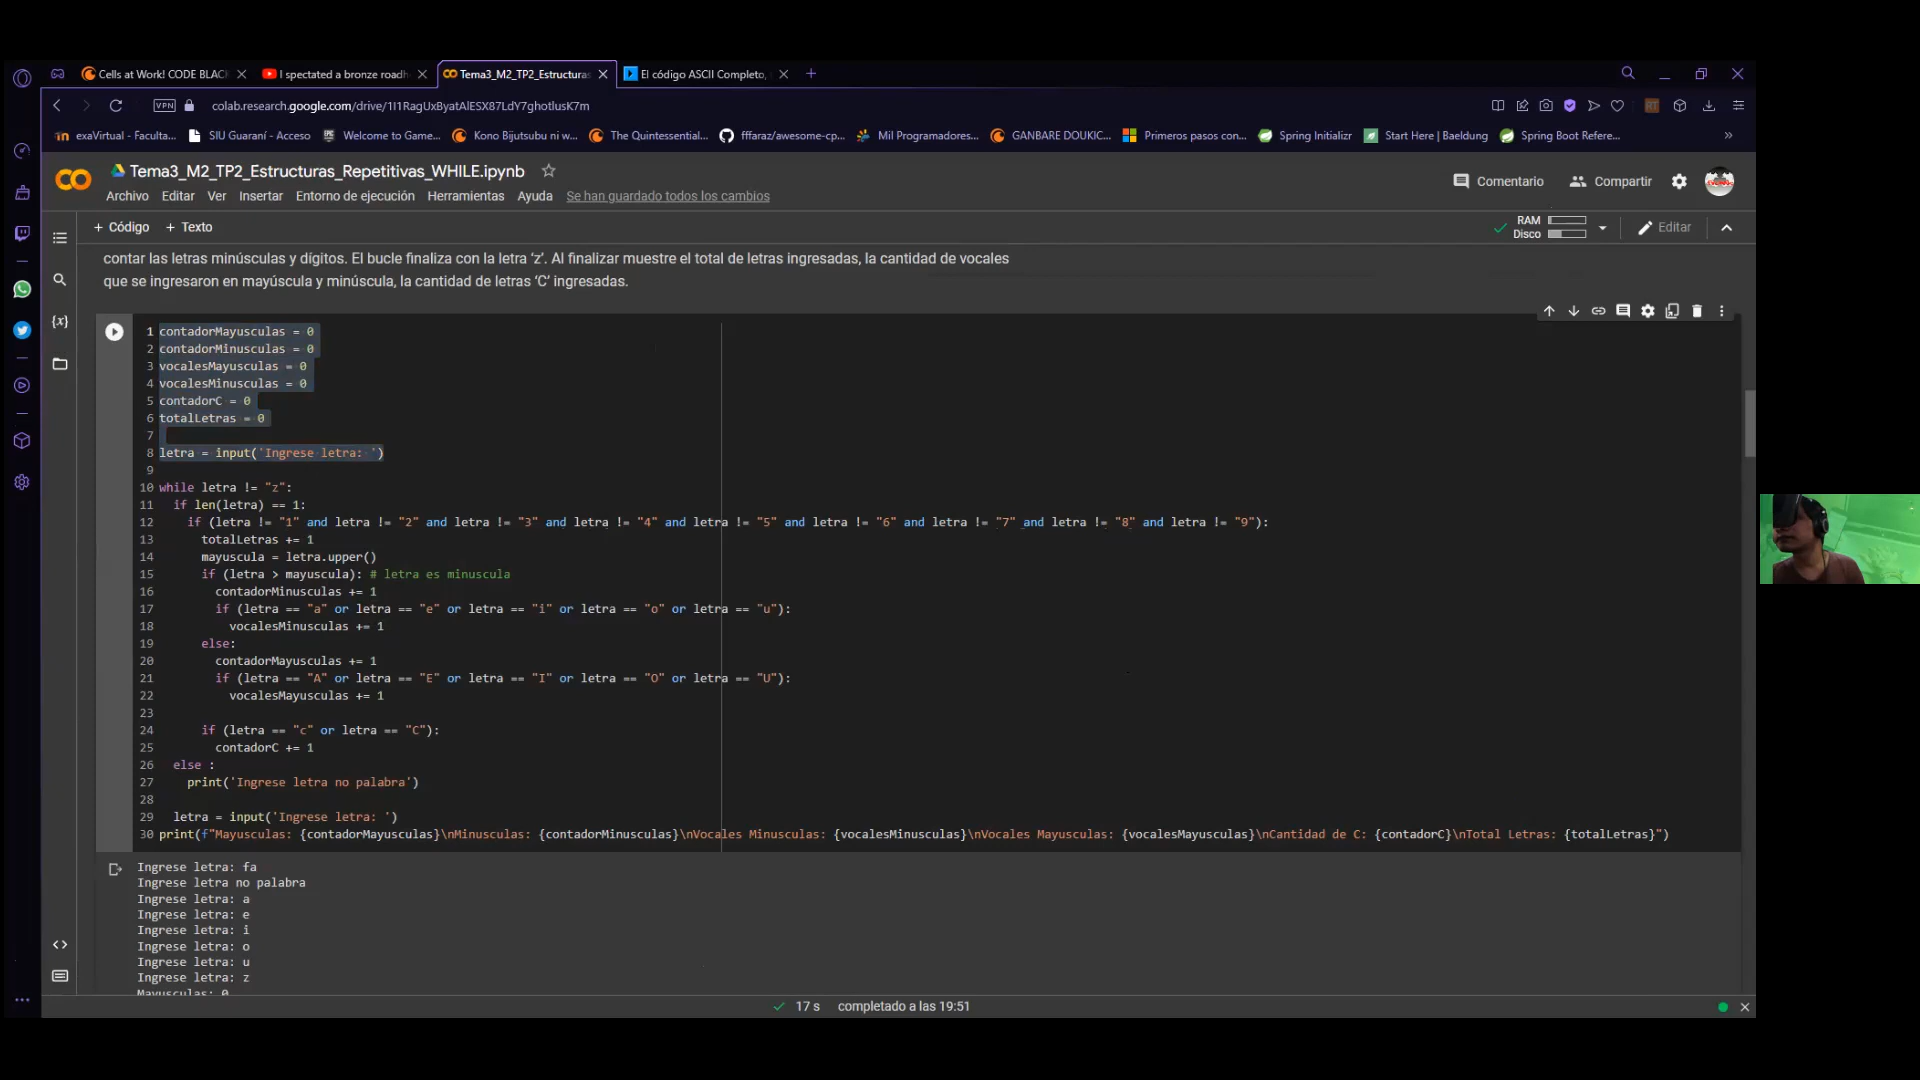 Cells at Work! CODE BLAC
I spectated a bronze roadh
Tema3_M2_TP2_Estructuras
El código ASCII Completo,
VPN
colab.research.google.com/drive/1I1RagUxByatAlESX87LdY7ghotlusK7m
exaVirtual - Faculta...
SIU Guaraní - Acceso
Welcome to Game...
Kono Bijutsubu ni w...
The Quintessential...
fffaraz/awesome-cp...
Mil Programadores...
GANBARE DOUKIC...
Primeros pasos con...
Spring Initializr
Start Here | Baeldung
Spring Boot Refere...
Tema3_M2_TP2_Estructuras_Repetitivas_WHILE.ipynb
Comentario
Compartir
Archivo Editar Ver Insertar Entorno de ejecución Herramientas Ayuda Se han guardado todos los cambios
+ Código + Texto
RAM
Disco
Editar
contar las letras minúsculas y dígitos. El bucle finaliza con la letra ‘z’. Al finalizar muestre el total de letras ingresadas, la cantidad de vocales
que se ingresaron en mayúscula y minúscula, la cantidad de letras ‘C’ ingresadas.
1 contadorMayusculas = 0
2 contadorMinusculas = 0
3 vocalesMayusculas = 0
4 vocalesMinusculas = 0
5 contadorC = 0
6 totalLetras = 0
7
8 letra = input('Ingrese letra: ')
9
10 while letra != "z":
11 if len(letra) == 1:
12 if (letra != "1" and letra != "2" and letra != "3" and letra != "4" and letra != "5" and letra != "6" and letra != "7" and letra != "8" and letra != "9"):
13 totalLetras += 1
14 mayuscula = letra.upper()
15 if (letra > mayuscula): # letra es minuscula
16 contadorMinusculas += 1
17 if (letra == "a" or letra == "e" or letra == "i" or letra == "o" or letra == "u"):
18 vocalesMinusculas += 1
19 else:
20 contadorMayusculas += 1
21 if (letra == "A" or letra == "E" or letra == "I" or letra == "O" or letra == "U"):
22 vocalesMayusculas += 1
23
24 if (letra == "c" or letra == "C"):
25 contadorC += 1
26 else :
27 print('Ingrese letra no palabra')
28
29 letra = input('Ingrese letra: ')
30 print(f"Mayusculas: {contadorMayusculas}\nMinusculas: {contadorMinusculas}\nVocales Minusculas: {vocalesMinusculas}\nVocales Mayusculas: {vocalesMayusculas}\nCantidad de C: {contadorC}\nTotal Letras: {totalLetras}")
Ingrese letra: fa
Ingrese letra no palabra
Ingrese letra: a
Ingrese letra: e
Ingrese letra: i
Ingrese letra: o
Ingrese letra: u
Ingrese letra: z
Mayusculas: 0
17 s completado a las 19:51